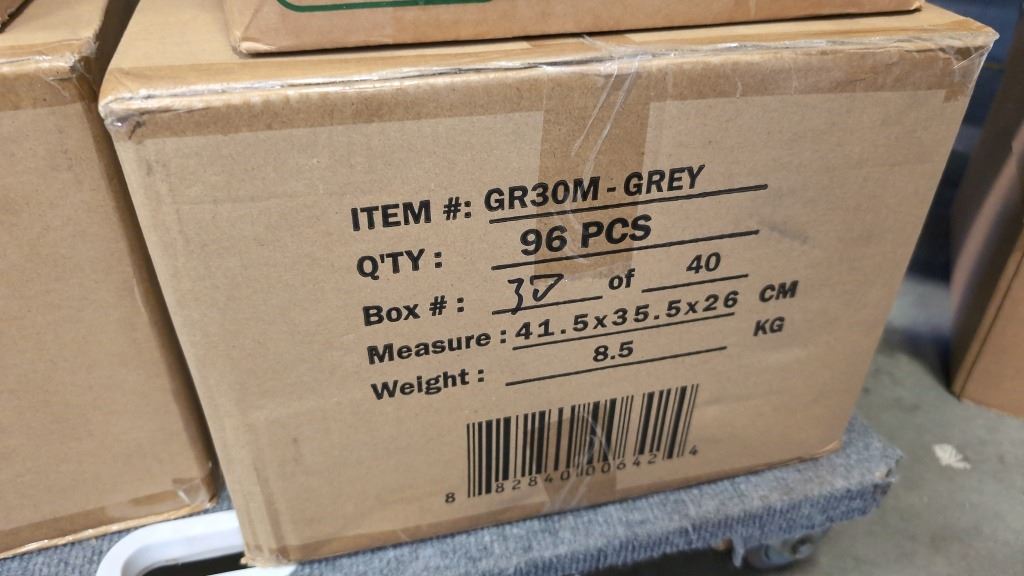 ITEM #: GR30M - GREY
Q'TY : 96 PCS
Box # : of 40
Measure : 41.5x35.5x26 CM
Weight : 8.5 KG
8 82840 00642 4